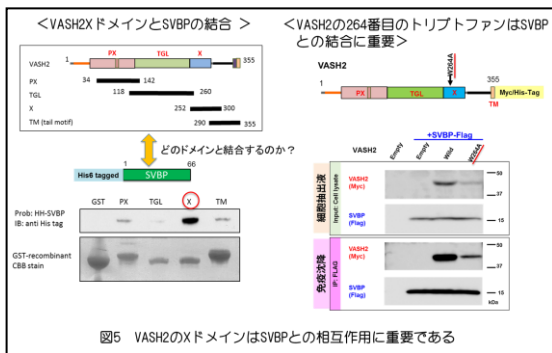 <VASH2XドメインとSVBPの結合>
VASH2
1
PX
TGL
X
355
PX
34
142
TGL
118
260
X
252
300
TM (tail motif)
290
355
どのドメインと結合するのか?
1
66
His6 tagged
SVBP
GST
PX
TGL
X
TM
Prob: HH-SVBP
IB: anti His tag
GST-recombinant
CBB stain
<VASH2の264番目のトリプトファンはSVBP
との結合に重要>
VASH2
W264A
1
355
PX
TGL
X
Myc/His-Tag
TM
+SVBP-Flag
VASH2
Empty
Empty
Wild
W264A
細胞抽出液
Input: Cell lysate
VASH2
(Myc)
50
37
SVBP
(Flag)
15
免疫沈降
IP: FLAG
VASH2
(Myc)
50
37
SVBP
(Flag)
15
kDa
図5 VASH2のXドメインはSVBPとの相互作用に重要である